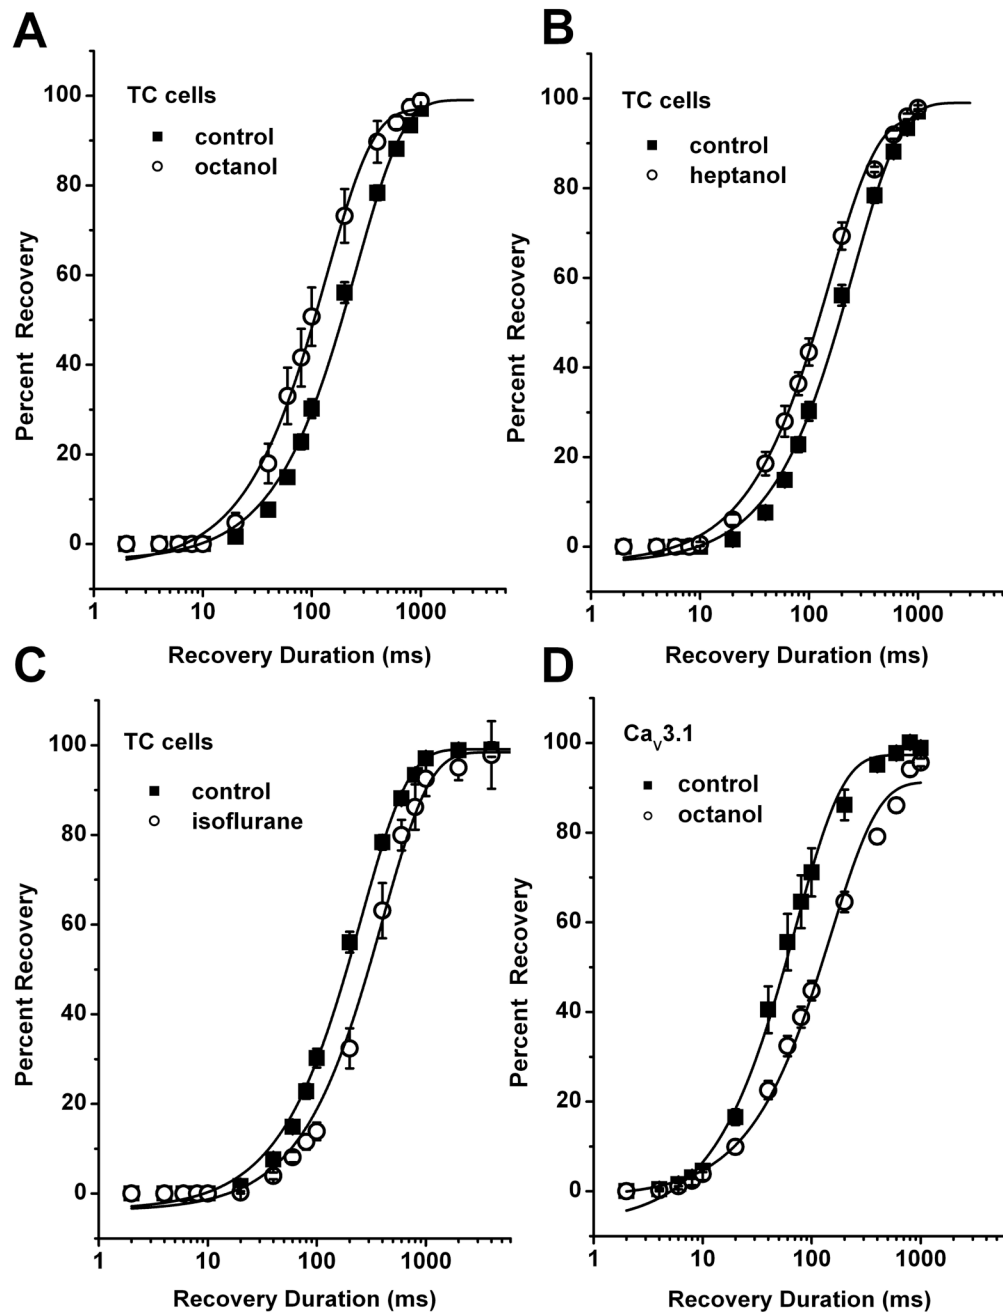 A
TC cells
control
octanol
Percent Recovery
100
80
60
40
20
0
1
10
100
1000
Recovery Duration (ms)
B
TC cells
control
heptanol
Percent Recovery
100
80
60
40
20
0
1
10
100
1000
Recovery Duration (ms)
C
TC cells
control
isoflurane
Percent Recovery
100
80
60
40
20
0
1
10
100
1000
Recovery Duration (ms)
D
CaV3.1
control
octanol
Percent Recovery
100
80
60
40
20
0
1
10
100
1000
Recovery Duration (ms)